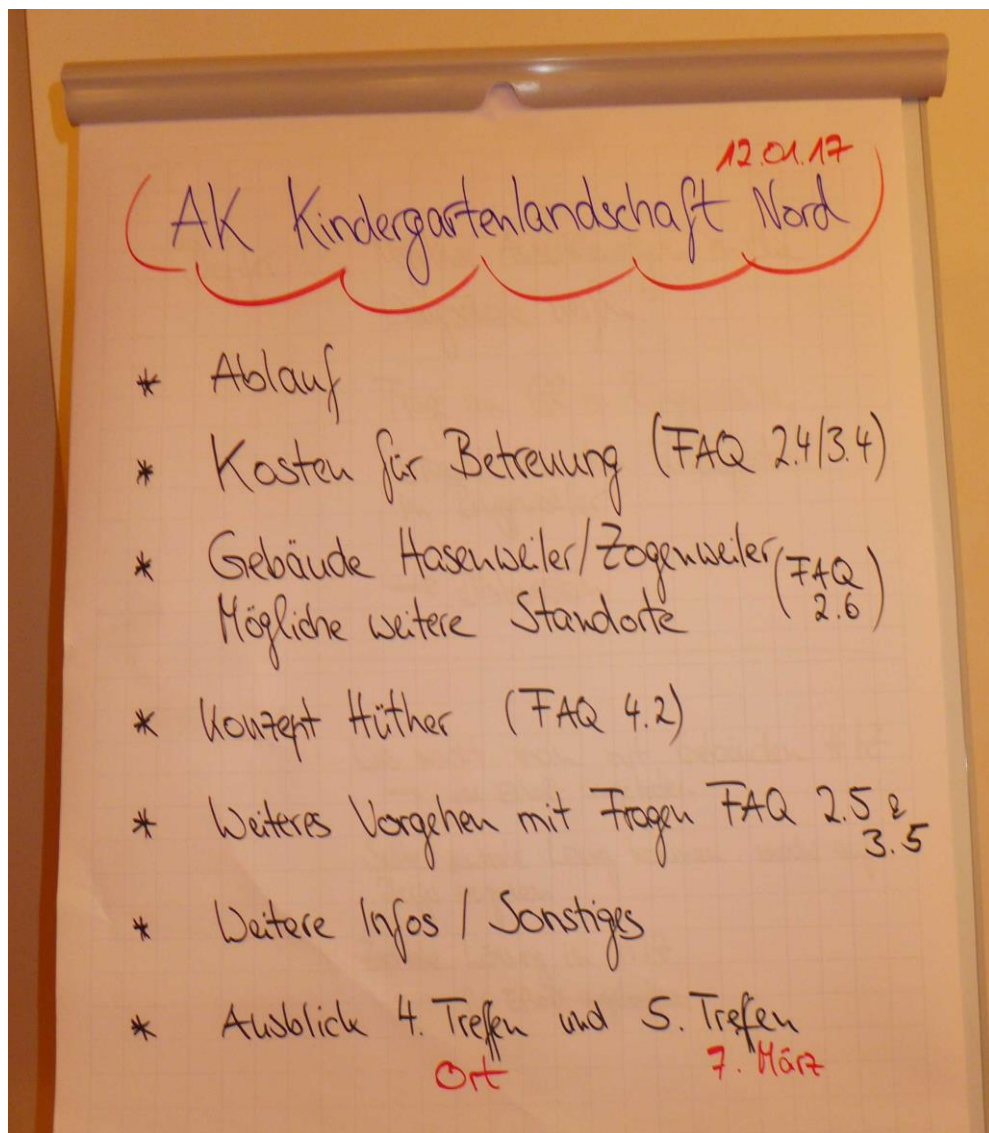 12.01.17
AK Kindergartenlandschaft Nord
* Ablauf
* Kosten für Betreuung (FAQ 2.4/3.4)
* Gebäude Hasenweiler/Zogenweiler (FAQ
Mögliche weitere Standorte 2.6)
* Konzept Hüther (FAQ 4.2)
* Weiteres Vorgehen mit Fragen FAQ 2.5 &
3.5
* Weitere Infos / Sonstiges
* Ausblick 4. Treffen und 5. Treffen
Ort 7. März